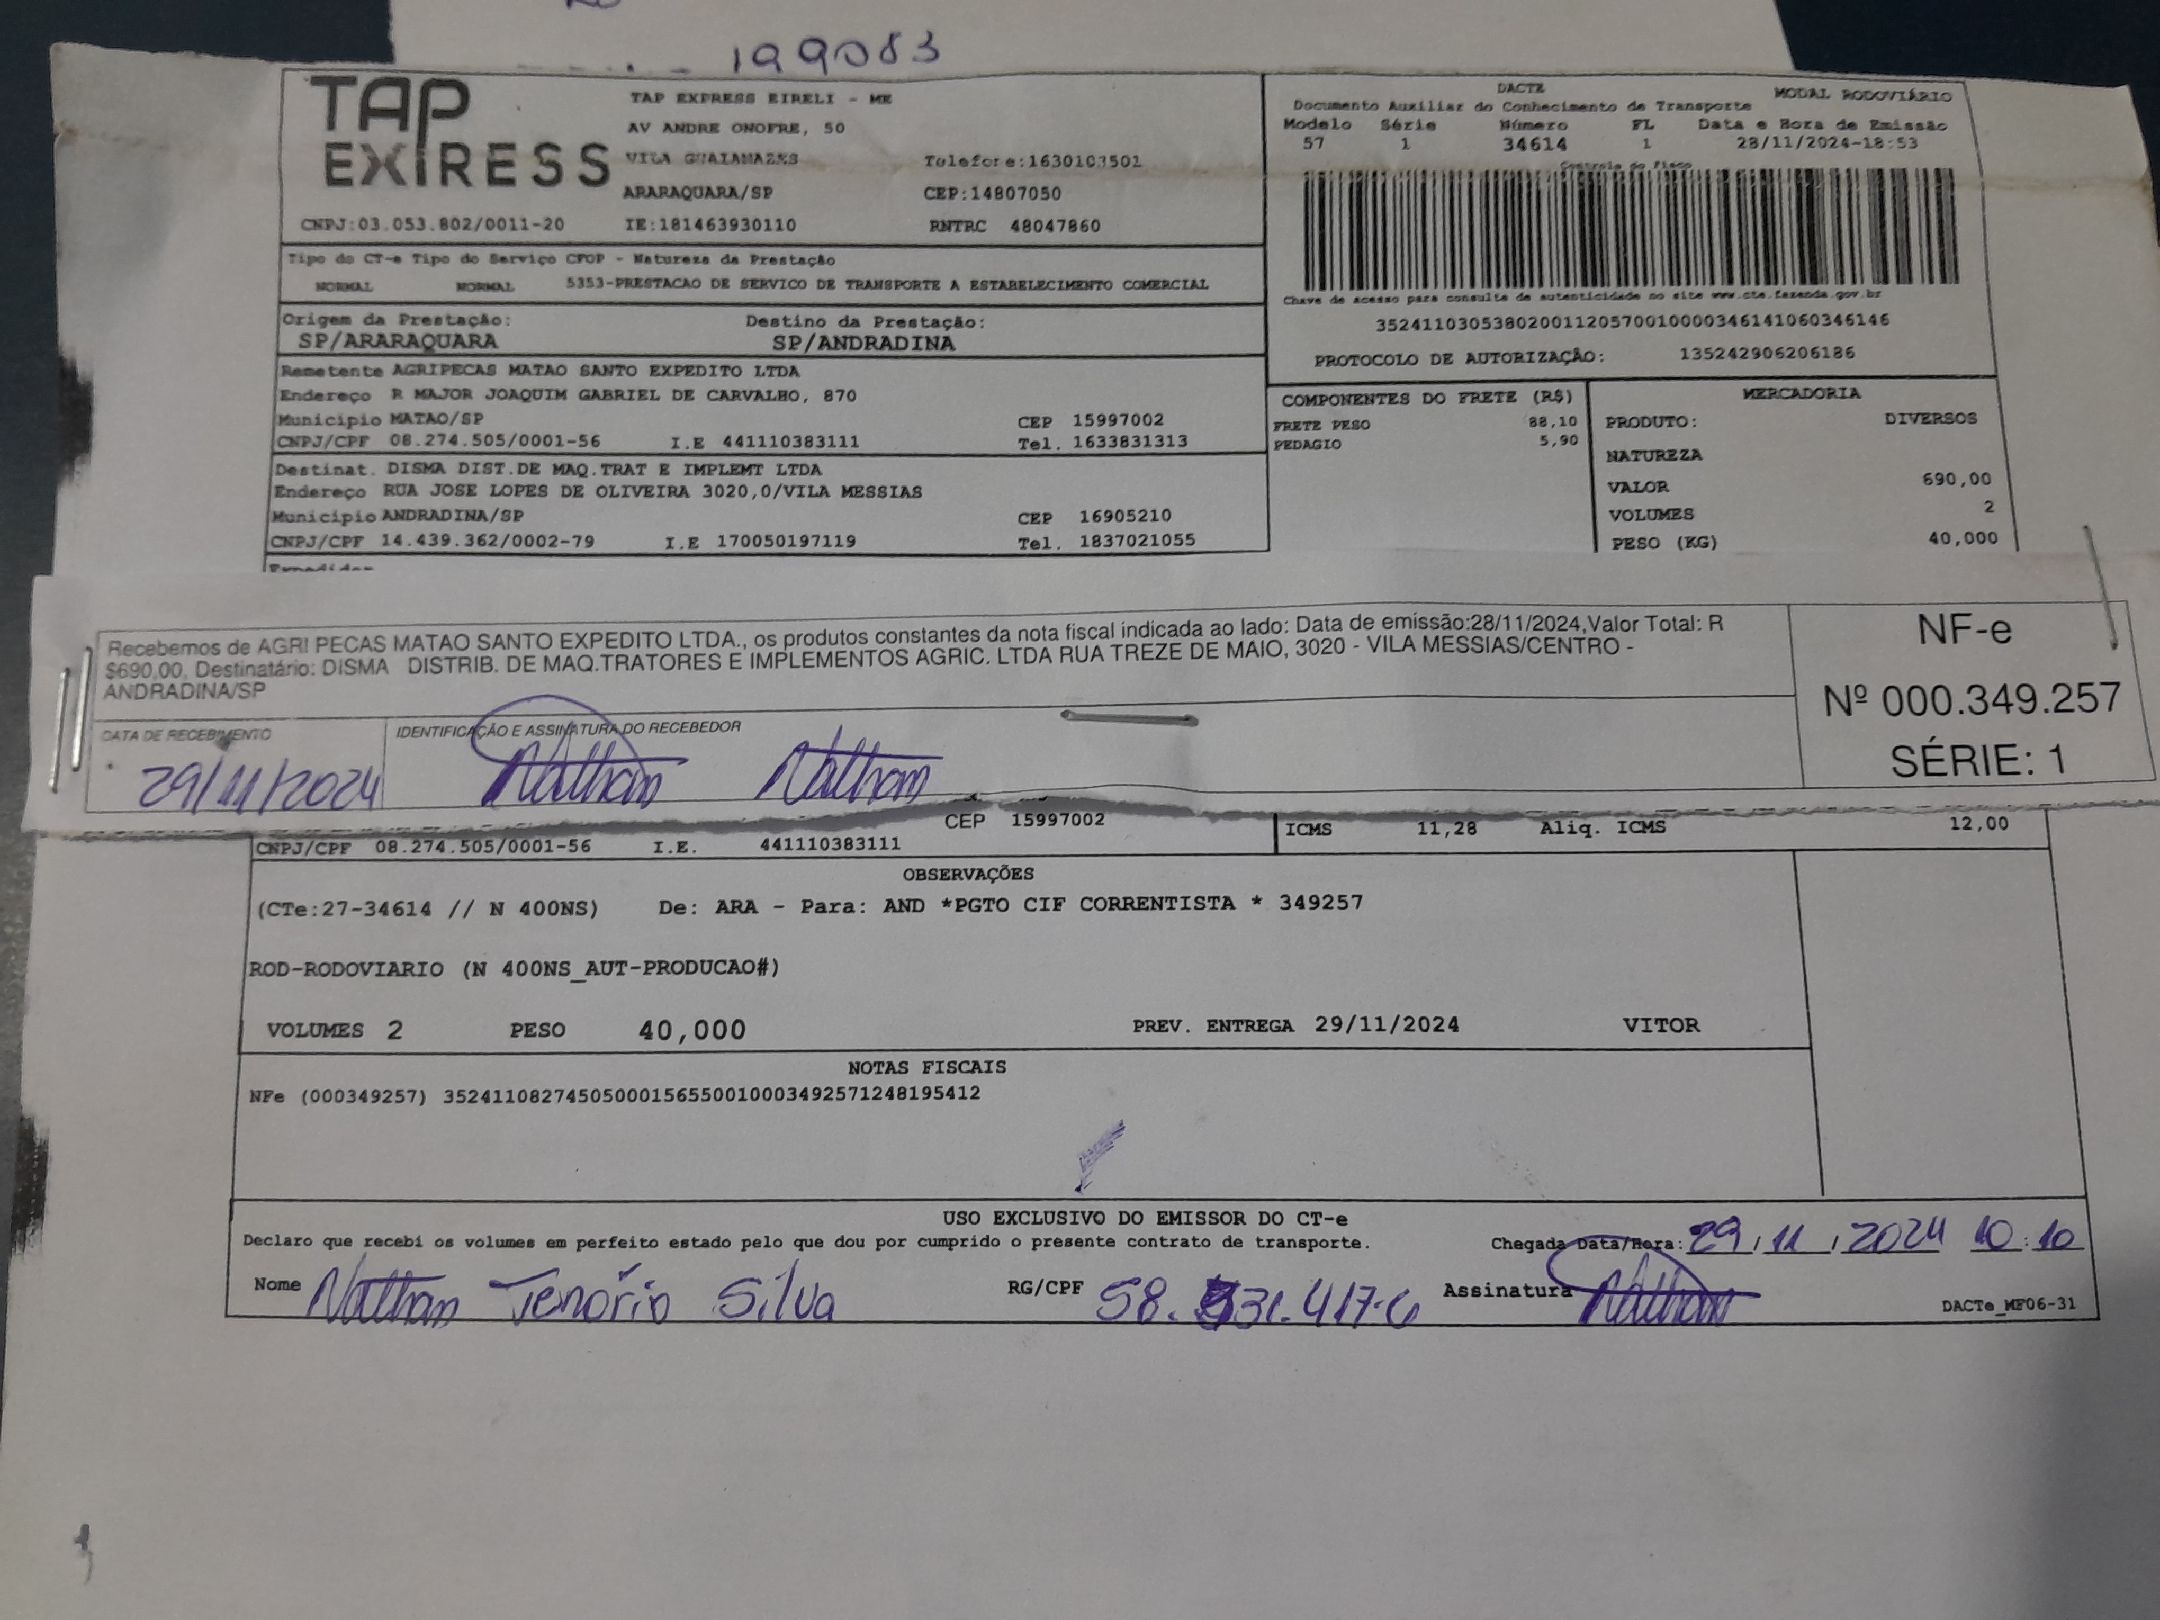 199083
TAP EXPRESS
TAP EXPRESS EIRELI - ME
AV ANDRE ONOFRE, 50
VILA GUAIANAZES Telefone:1630103501
ARARAQUARA/SP CEP:14807050
CNPJ:03.053.802/0011-20 IE:181463930110 RNTRC 48047860
DACTE MODAL RODOVIÁRIO
Documento Auxiliar do Conhecimento de Transporte
Modelo Série Número FL Data e Hora de Emissão
57 1 34614 1 28/11/2024-18:53
Controle do Fisco
Chave de acesso para consulta de autenticidade no site www.cte.fazenda.gov.br
35241103053802001120570010000346141060346146
PROTOCOLO DE AUTORIZAÇÃO: 135242906206186
Tipo do CT-e Tipo do Serviço CFOP - Natureza da Prestação
NORMAL NORMAL 5353-PRESTACAO DE SERVICO DE TRANSPORTE A ESTABELECIMENTO COMERCIAL
Origem da Prestação: Destino da Prestação:
SP/ARARAQUARA SP/ANDRADINA
Remetente AGRIPECAS MATAO SANTO EXPEDITO LTDA
Endereço R MAJOR JOAQUIM GABRIEL DE CARVALHO, 870
Município MATAO/SP CEP 15997002
CNPJ/CPF 08.274.505/0001-56 I.E 441110383111 Tel. 1633831313
Destinat. DISMA DIST.DE MAQ.TRAT E IMPLEMT LTDA
Endereço RUA JOSE LOPES DE OLIVEIRA 3020,0/VILA MESSIAS
Município ANDRADINA/SP CEP 16905210
CNPJ/CPF 14.439.362/0002-79 I.E 170050197119 Tel. 1837021055
COMPONENTES DO FRETE (R$)
FRETE PESO 88,10
PEDAGIO 5,90
MERCADORIA
PRODUTO: DIVERSOS
NATUREZA
VALOR 690,00
VOLUMES 2
PESO (KG) 40,000
Recebemos de AGRI PECAS MATAO SANTO EXPEDITO LTDA., os produtos constantes da nota fiscal indicada ao lado: Data de emissão:28/11/2024,Valor Total: R
$690,00, Destinatário: DISMA DISTRIB. DE MAQ.TRATORES E IMPLEMENTOS AGRIC. LTDA RUA TREZE DE MAIO, 3020 - VILA MESSIAS/CENTRO -
ANDRADINA/SP
DATA DE RECEBIMENTO IDENTIFICAÇÃO E ASSINATURA DO RECEBEDOR
29/11/2024 Nathan Nathan
NF-e
Nº 000.349.257
SÉRIE: 1
CEP 15997002
CNPJ/CPF 08.274.505/0001-56 I.E. 441110383111
ICMS 11,28 Aliq. ICMS 12,00
OBSERVAÇÕES
(CTe:27-34614 // N 400NS) De: ARA - Para: AND *PGTO CIF CORRENTISTA * 349257
ROD-RODOVIARIO (N 400NS_AUT-PRODUCAO#)
VOLUMES 2 PESO 40,000 PREV. ENTREGA 29/11/2024 VITOR
NOTAS FISCAIS
NFe (000349257) 35241108274505000156550010003492571248195412
USO EXCLUSIVO DO EMISSOR DO CT-e
Declaro que recebi os volumes em perfeito estado pelo que dou por cumprido o presente contrato de transporte. Chegada Data/Hora: 29/11/2024 10:10
Nome Nathan Tenório Silva RG/CPF 58.531.417-6 Assinatura Nathan
DACTe_MF06-31